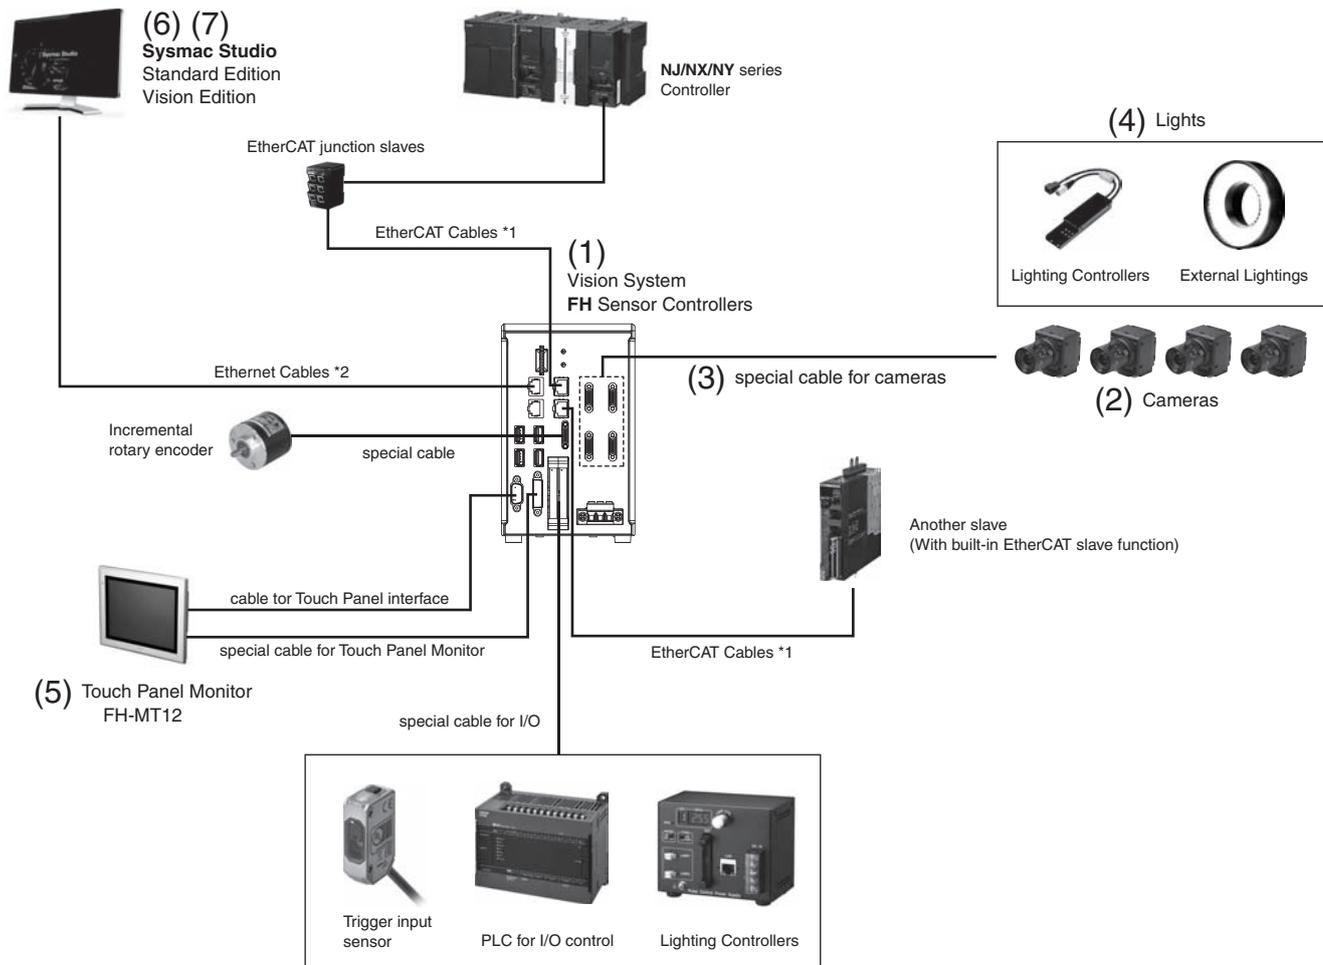 (6) (7)
Sysmac Studio
Standard Edition
Vision Edition
Sysmac Studio
NJ/NX/NY series
Controller
(4) Lights
EtherCAT junction slaves
EtherCAT Cables *1
Lighting Controllers
External Lightings
(1)
Vision System
FH Sensor Controllers
Ethernet Cables *2
(3) special cable for cameras
(2) Cameras
Incremental
rotary encoder
special cable
Another slave
(With built-in EtherCAT slave function)
cable tor Touch Panel interface
special cable for Touch Panel Monitor
EtherCAT Cables *1
(5) Touch Panel Monitor
FH-MT12
special cable for I/O
Trigger input
sensor
PLC for I/O control
Lighting Controllers